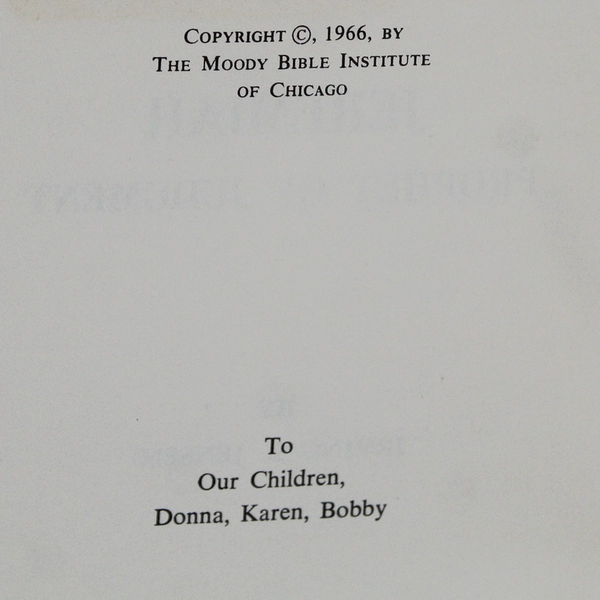 COPYRIGHT ©, 1966, BY
THE MOODY BIBLE INSTITUTE
OF CHICAGO
To
Our Children,
Donna, Karen, Bobby